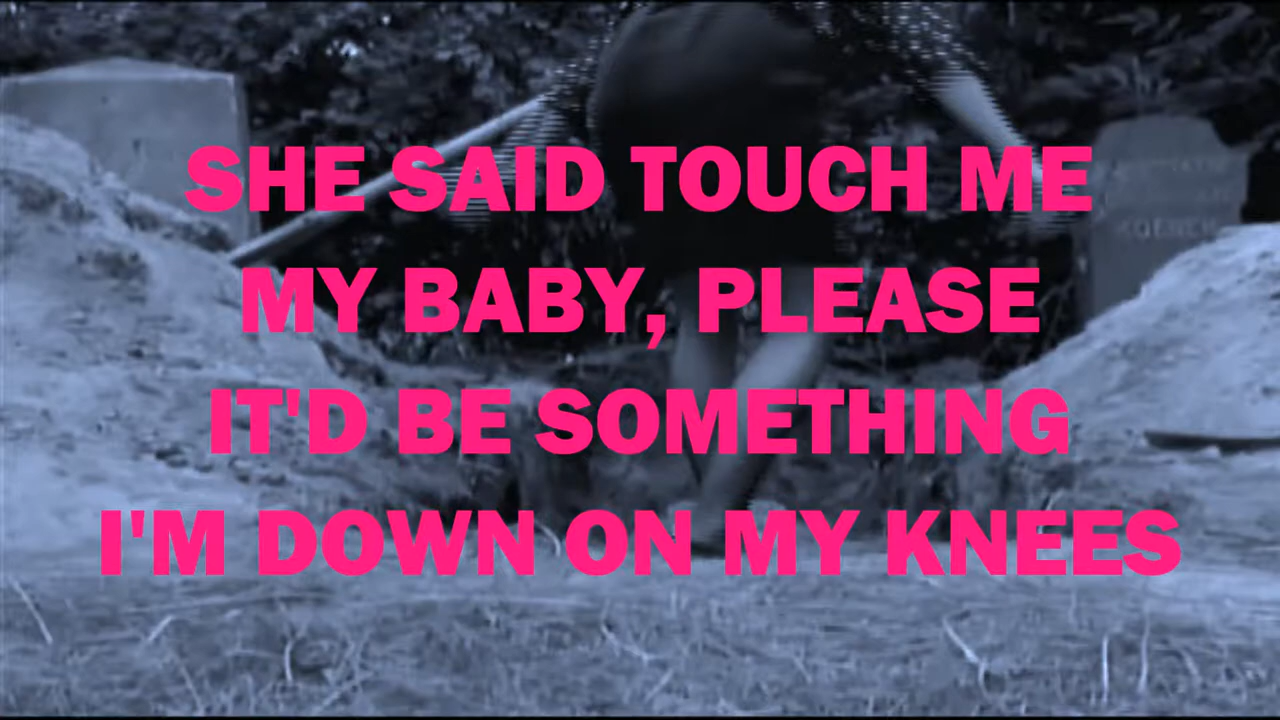 SHE SAID TOUCH ME
MY BABY, PLEASE
IT'D BE SOMETHING
I'M DOWN ON MY KNEES